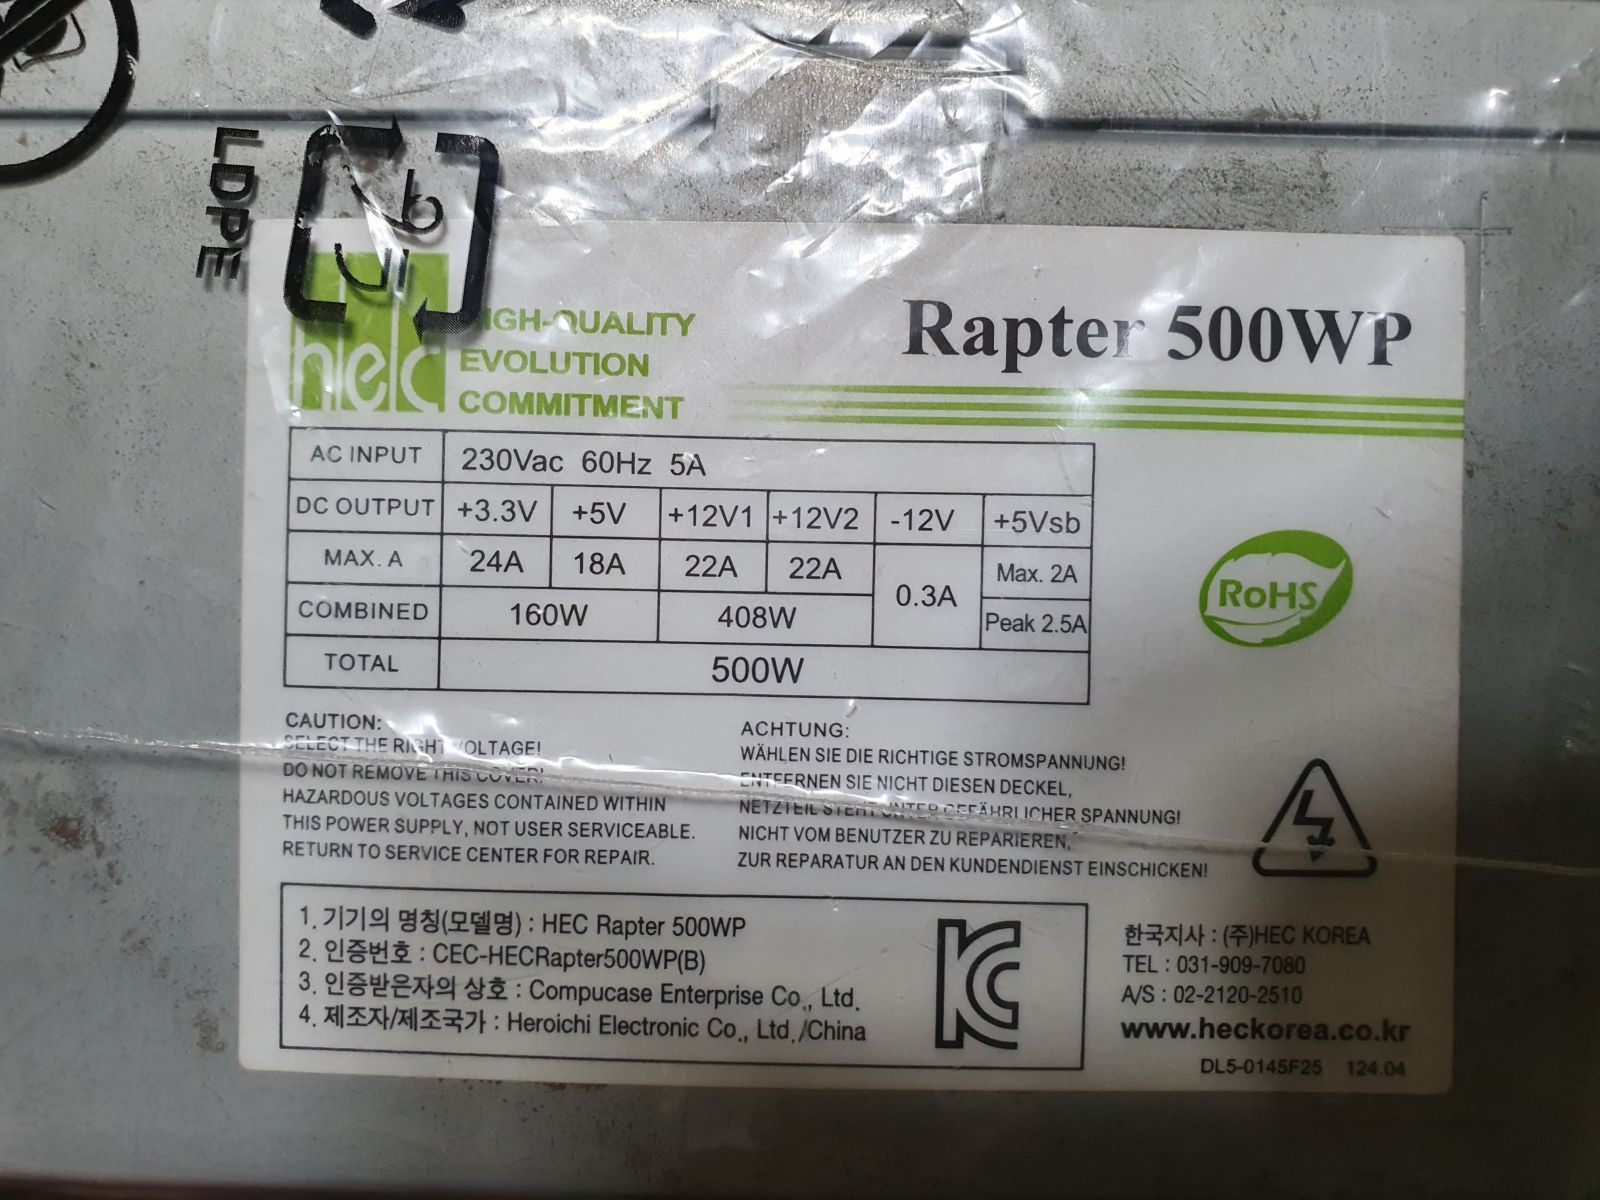 LDPE
hec
HIGH-QUALITY
EVOLUTION
COMMITMENT
Rapter 500WP
AC INPUT 230Vac 60Hz 5A
DC OUTPUT +3.3V +5V +12V1 +12V2 -12V +5Vsb
MAX. A 24A 18A 22A 22A 0.3A Max. 2A
COMBINED 160W 408W Peak 2.5A
TOTAL 500W
RoHS
CAUTION:
SELECT THE RIGHT VOLTAGE!
DO NOT REMOVE THIS COVER!
HAZARDOUS VOLTAGES CONTAINED WITHIN
THIS POWER SUPPLY, NOT USER SERVICEABLE.
RETURN TO SERVICE CENTER FOR REPAIR.
ACHTUNG:
WÄHLEN SIE DIE RICHTIGE STROMSPANNUNG!
ENTFERNEN SIE NICHT DIESEN DECKEL,
NETZTEIL STEHT UNTER GEFÄHRLICHER SPANNUNG!
NICHT VOM BENUTZER ZU REPARIEREN,
ZUR REPARATUR AN DEN KUNDENDIENST EINSCHICKEN!
1. 기기의 명칭(모델명) : HEC Rapter 500WP
2. 인증번호 : CEC-HECRapter500WP(B)
3. 인증받은자의 상호 : Compucase Enterprise Co., Ltd.
4. 제조자/제조국가 : Heroichi Electronic Co., Ltd./China
한국지사 : (주)HEC KOREA
TEL : 031-909-7080
A/S : 02-2120-2510
www.heckorea.co.kr
DL5-0145F25 124.04